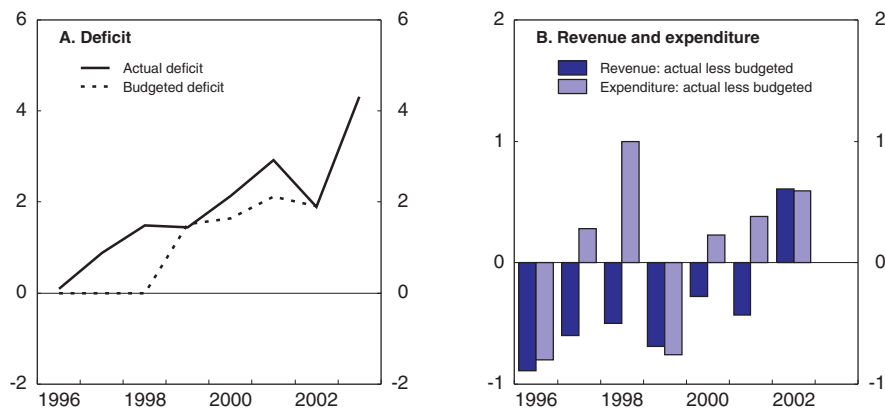 A. Deficit
Actual deficit
Budgeted deficit
6 6
4 4
2 2
0 0
-2 -2
1996 1998 2000 2002
B. Revenue and expenditure
Revenue: actual less budgeted
Expenditure: actual less budgeted
2 2
1 1
0 0
-1 -1
1996 1998 2000 2002